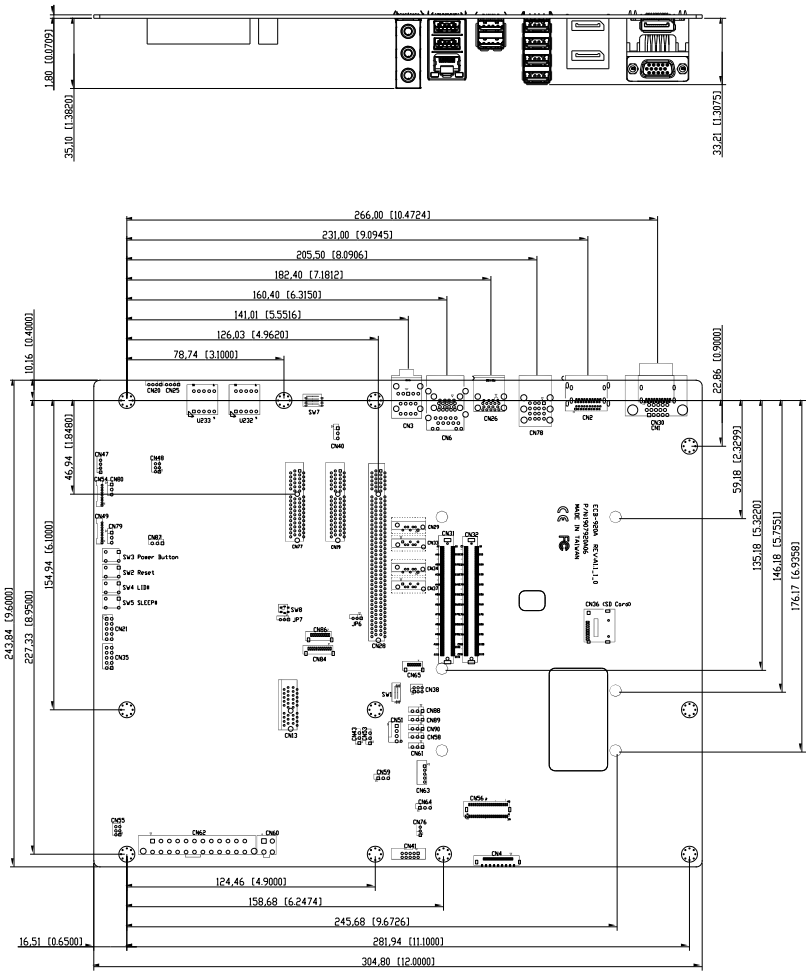 1,80 [0.0709]
35,10 [1.3820]
33,21 [1.3075]
266,00 [10.4724]
231,00 [9.0945]
205,50 [8.0906]
182,40 [7.1812]
160,40 [6.3150]
141,01 [5.5516]
126,03 [4.9620]
78,74 [3.1000]
10,16 [0.4000]
22,86 [0.9000]
CN20 CN25
U233
U232
SW7
CN40
CN3
CN6
CN26
CN78
CN2
CN30
CN1
46,94 [1.8480]
59,18 [2.3299]
CN47
CN48
CN54 CN80
CN49
CN79
CN87
SW3 Power Button
SW2 Reset
SW4 LID#
SW5 SLEEP#
CN21
CN35
CN77
CN19
CN28
CN29
CN33
CN31
CN32
ECB-920A REV:A1.1_1_0
P/N:1907920A06
MADE IN TAIWAN
CE FC
CN36 (SD Card)
SW8
JP7
JP6
CN86
CN84
CN65
CN38
SW1
CN13
CN43
CN51
CN88
CN89
CN90
CN58
CN61
CN59
CN63
CN64
CN76
CN56
CN55
CN62
CN60
CN41
CN4
135,18 [5.3220]
146,18 [5.7551]
176,17 [6.9358]
154,94 [6.1000]
227,33 [8.9500]
243,84 [9.6000]
124,46 [4.9000]
158,68 [6.2474]
245,68 [9.6726]
16,51 [0.6500]
281,94 [11.1000]
304,80 [12.0000]